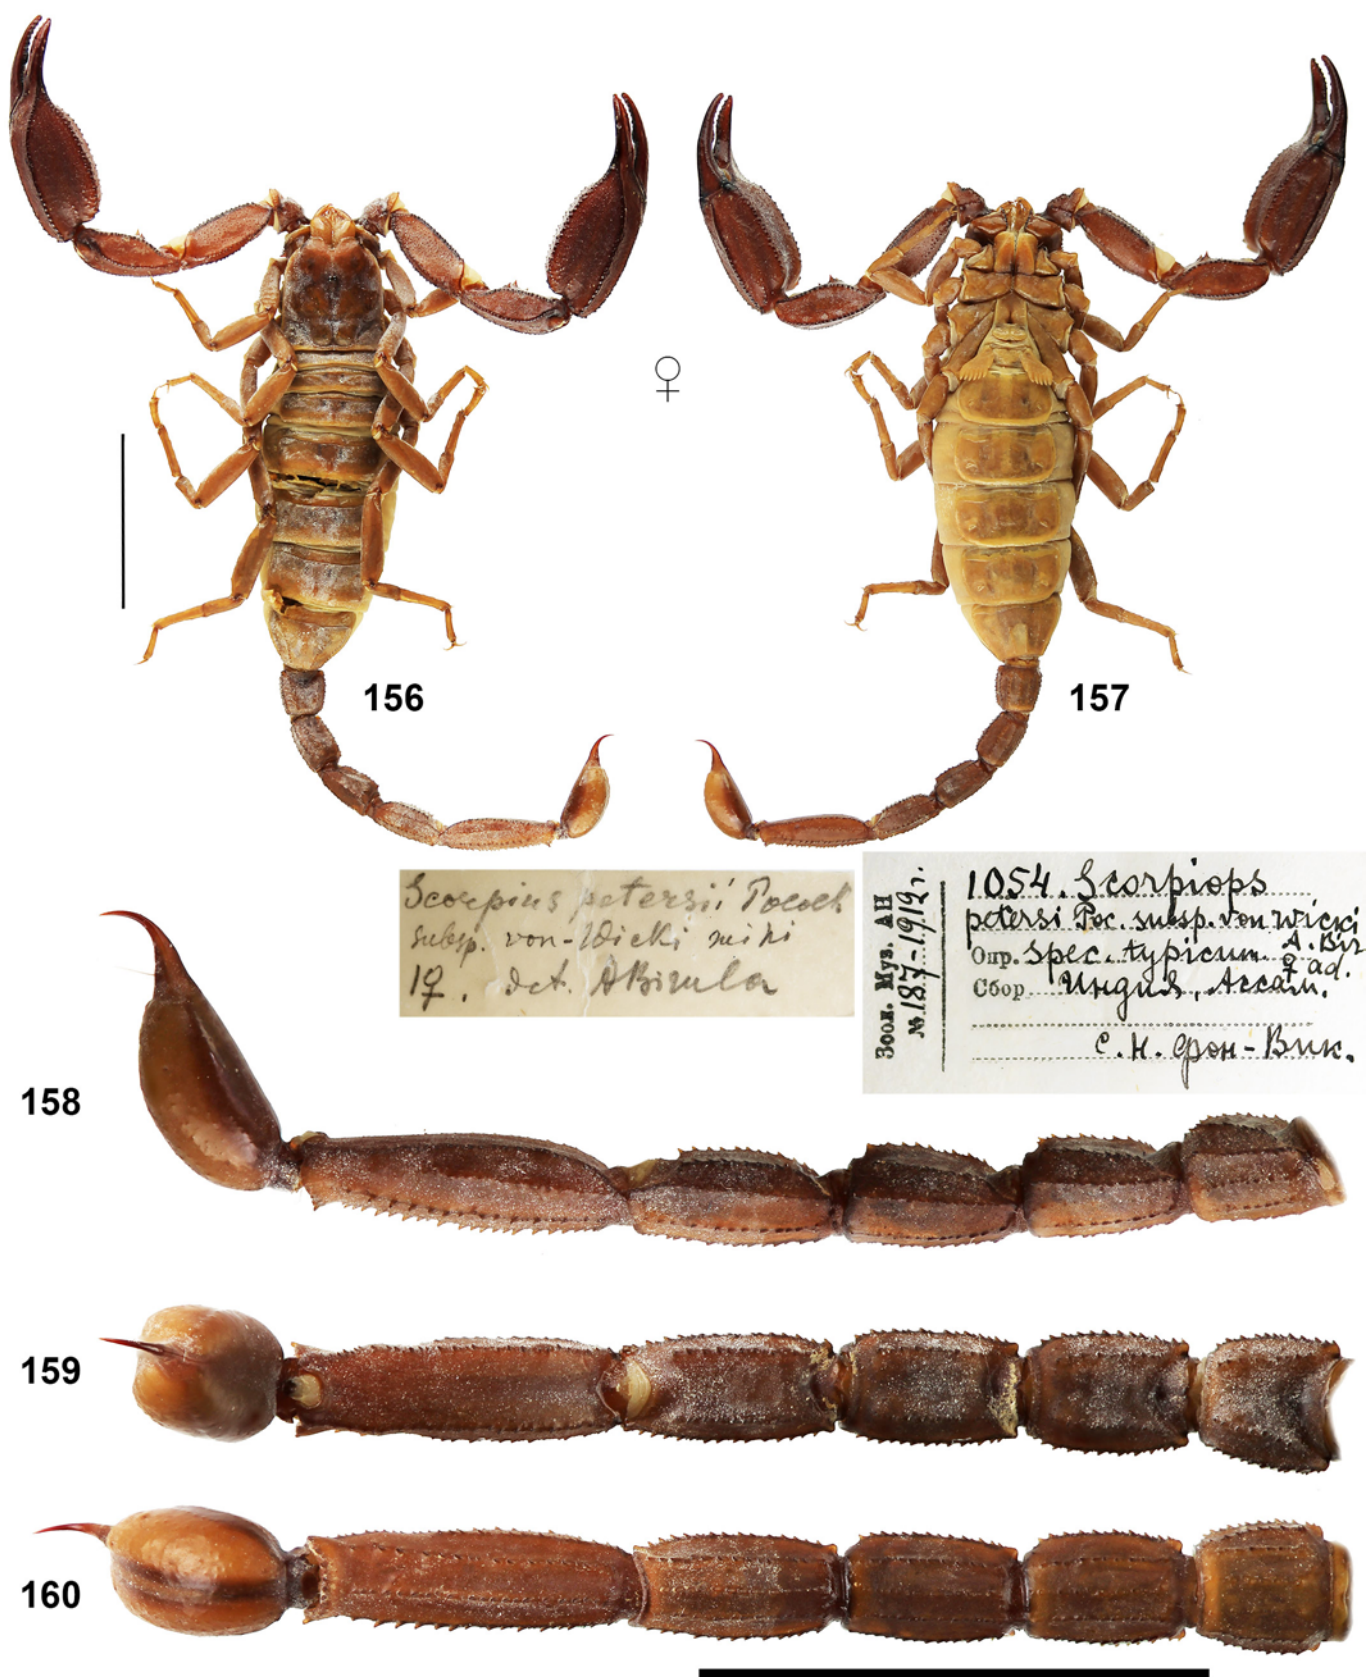 ♀
156
157
Scorpius petersii Pocock
subsp. von-Wicki mihi
1♀. det. ABirula
Зоол. Муз. АН
№ 187-1912 г.
1054. Scorpiops
petersi Poc. subsp. von Wicki
A. Bir
Опр. spec. typicum. ♀ ad.
Сбор Индия, Ассам.
С. Н. фон-Вик.
158
159
160